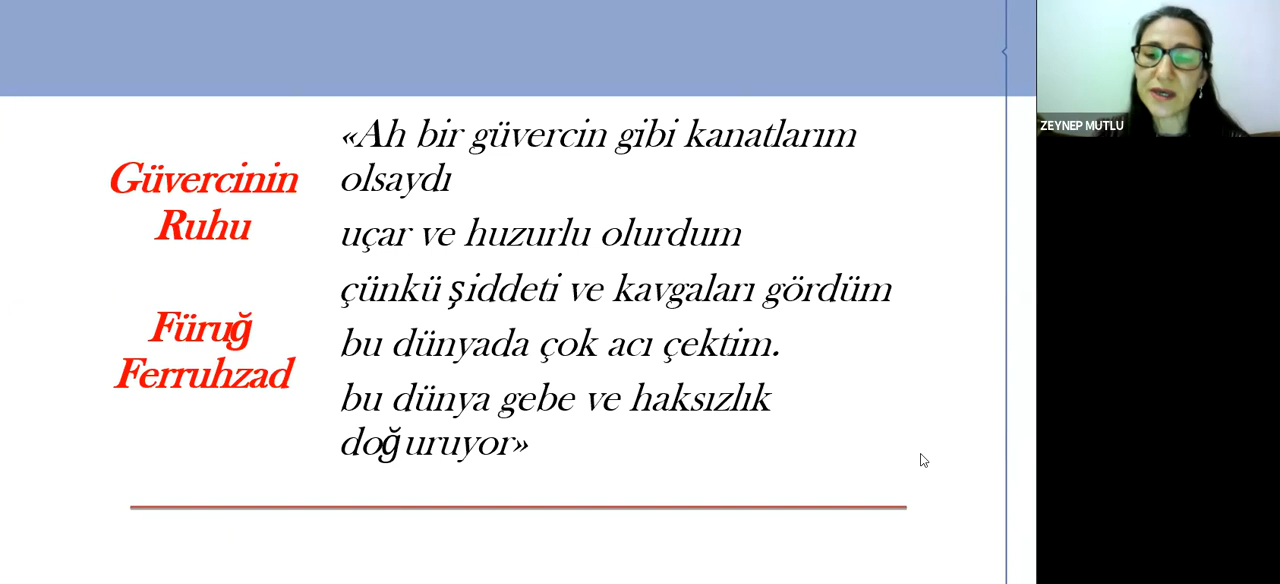 Güvercinin
Ruhu
Füruğ
Ferruhzad
«Ah bir güvercin gibi kanatlarım
olsaydı
uçar ve huzurlu olurdum
çünkü şiddeti ve kavgaları gördüm
bu dünyada çok acı çektim.
bu dünya gebe ve haksızlık
doğuruyor»
ZEYNEP MUTLU